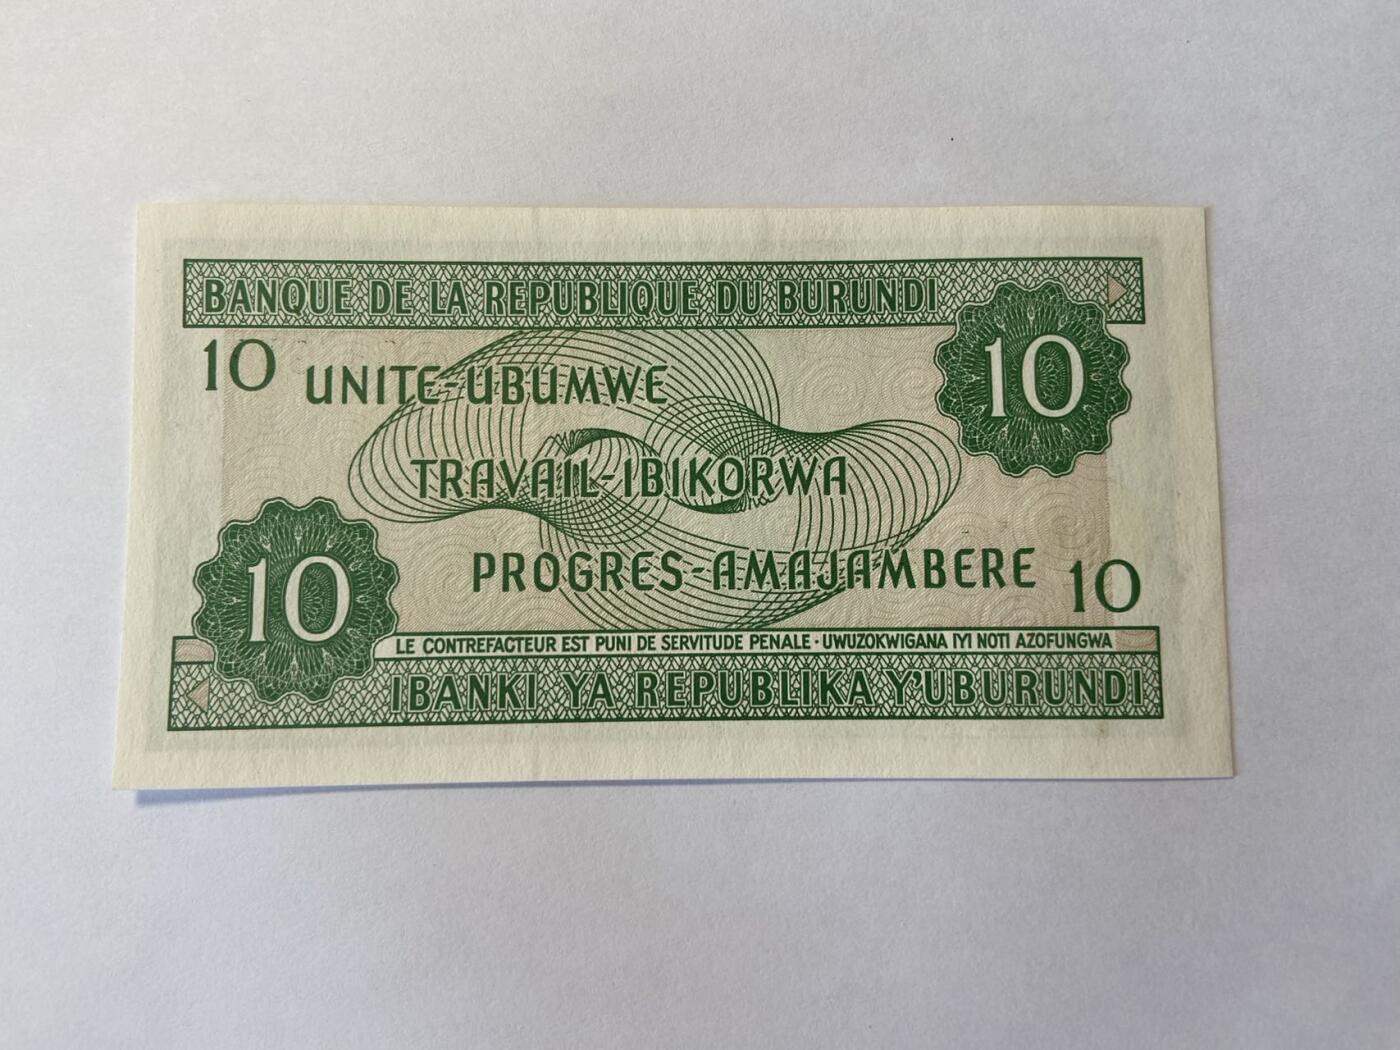 BANQUE DE LA REPUBLIQUE DU BURUNDI
10
10 UNITE-UBUMWE
TRAVAIL-IBIKORWA
PROGRES-AMAJAMBERE 10
10
LE CONTREFACTEUR EST PUNI DE SERVITUDE PENALE · UWUZOKWIGANA IYI NOTI AZOFUNGWA
IBANKI YA REPUBLIKA Y'UBURUNDI